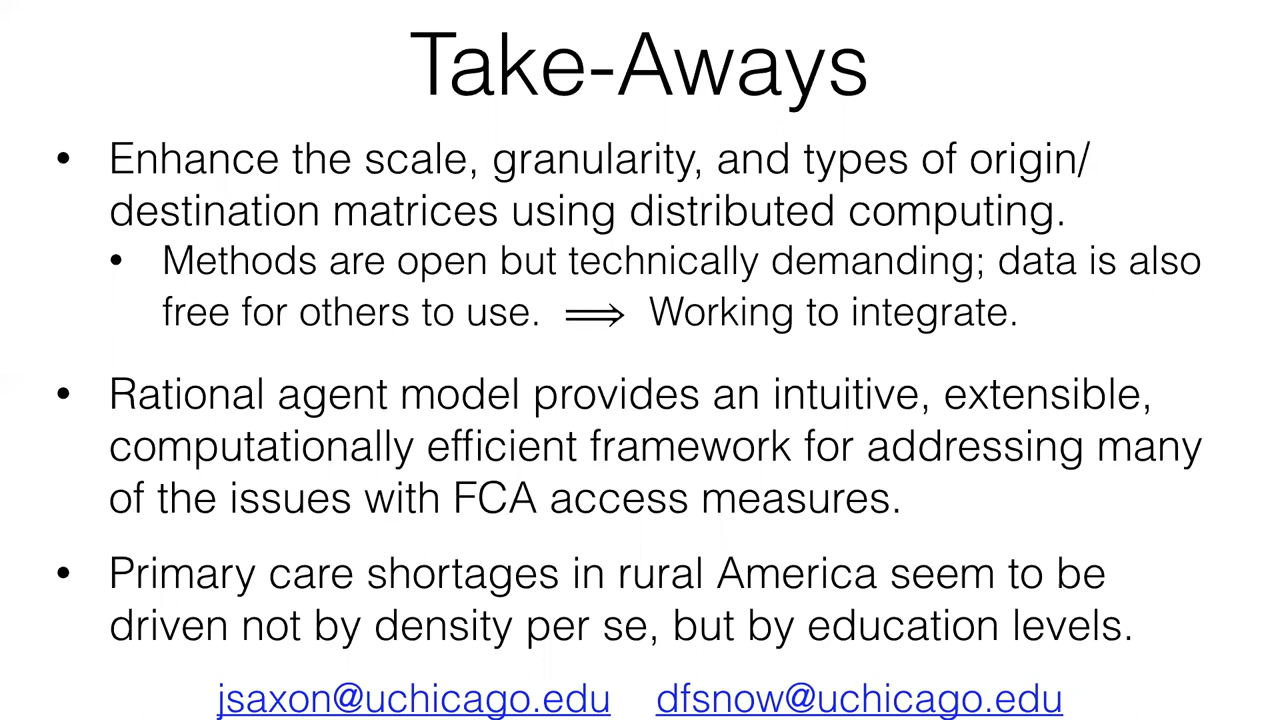 Take-Aways
• Enhance the scale, granularity, and types of origin/
destination matrices using distributed computing.
• Methods are open but technically demanding; data is also
free for others to use. ⟹ Working to integrate.
• Rational agent model provides an intuitive, extensible,
computationally efficient framework for addressing many
of the issues with FCA access measures.
• Primary care shortages in rural America seem to be
driven not by density per se, but by education levels.
jsaxon@uchicago.edu dfsnow@uchicago.edu